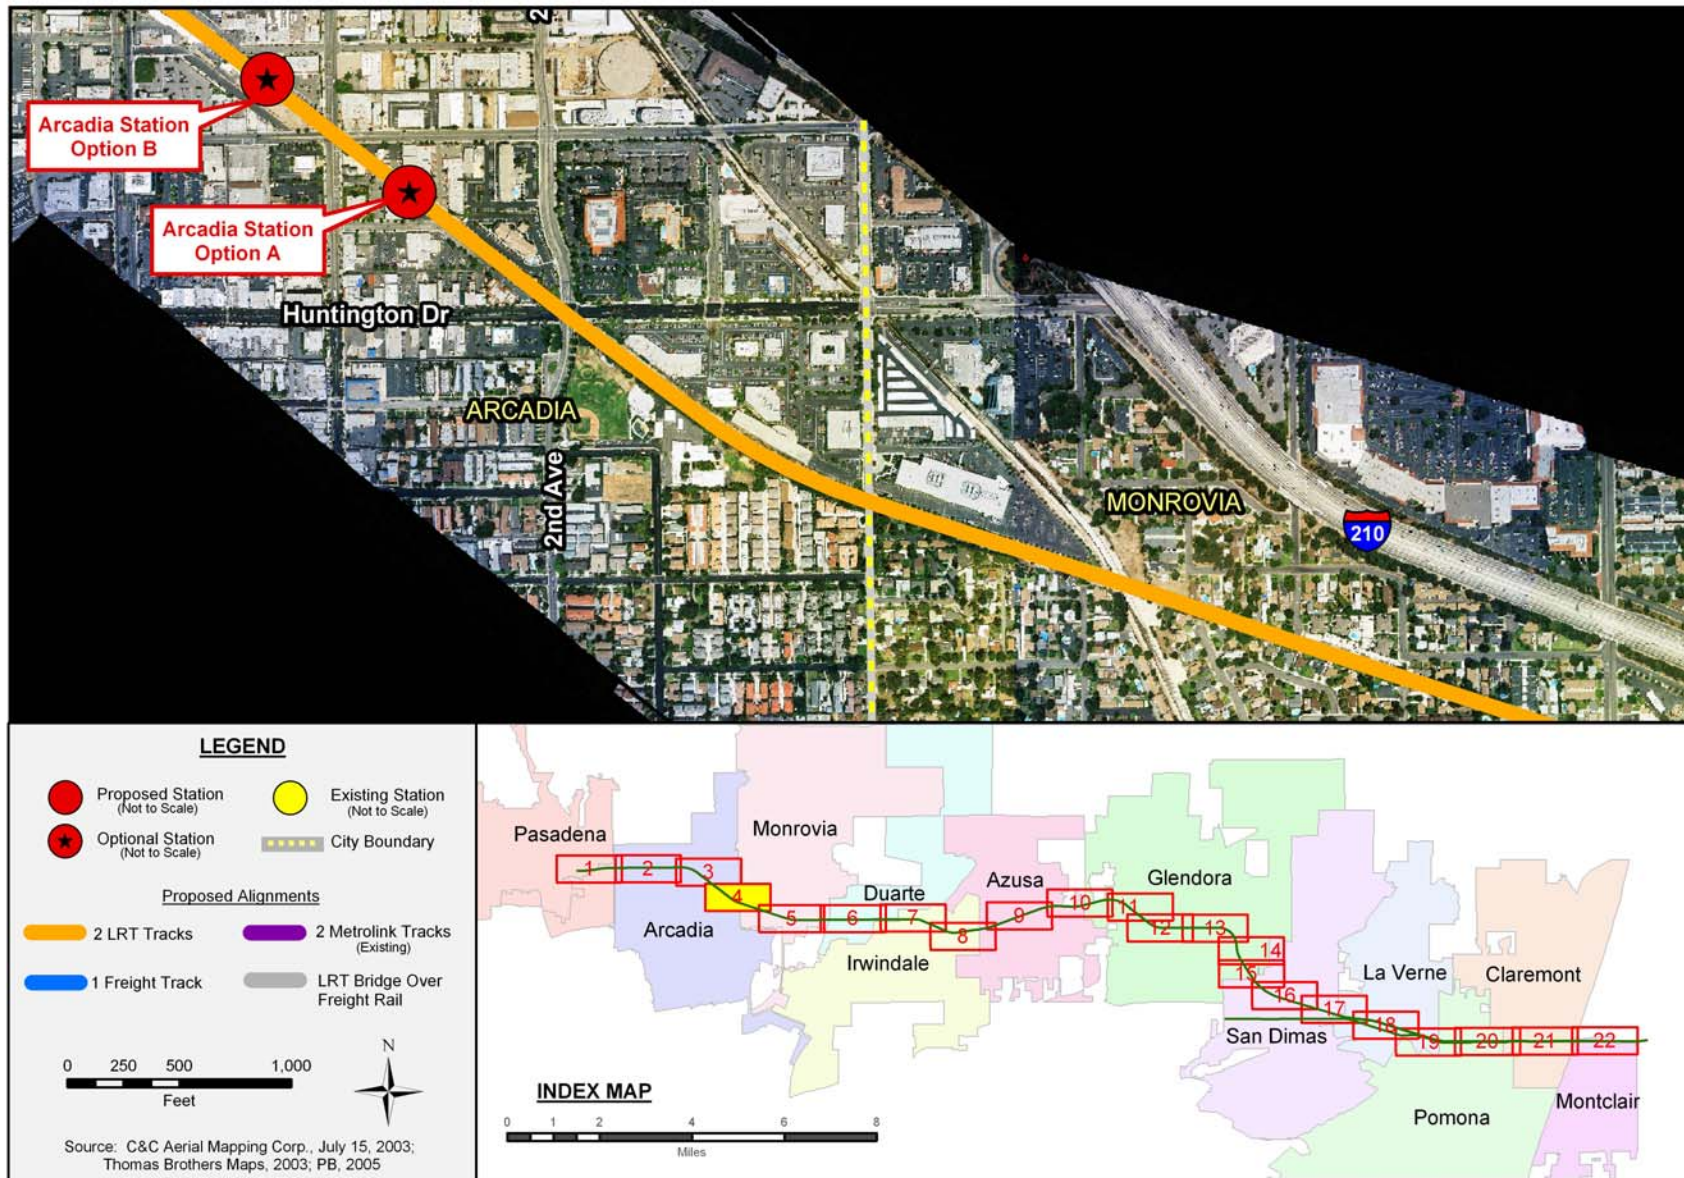 2
Arcadia Station
Option B
Arcadia Station
Option A
Huntington Dr
ARCADIA
2nd Ave
MONROVIA
210
LEGEND
Proposed Station
(Not to Scale)
Existing Station
(Not to Scale)
Optional Station
(Not to Scale)
City Boundary
Proposed Alignments
2 LRT Tracks
2 Metrolink Tracks
(Existing)
1 Freight Track
LRT Bridge Over
Freight Rail
0 250 500 1,000
Feet
N
Source: C&C Aerial Mapping Corp., July 15, 2003;
Thomas Brothers Maps, 2003; PB, 2005
Pasadena
Monrovia
Arcadia
Duarte
Irwindale
Azusa
Glendora
La Verne
Claremont
San Dimas
Pomona
Montclair
1
2
3
4
5
6
7
8
9
10
11
12
13
14
15
16
17
18
19
20
21
22
INDEX MAP
0 1 2 4 6 8
Miles